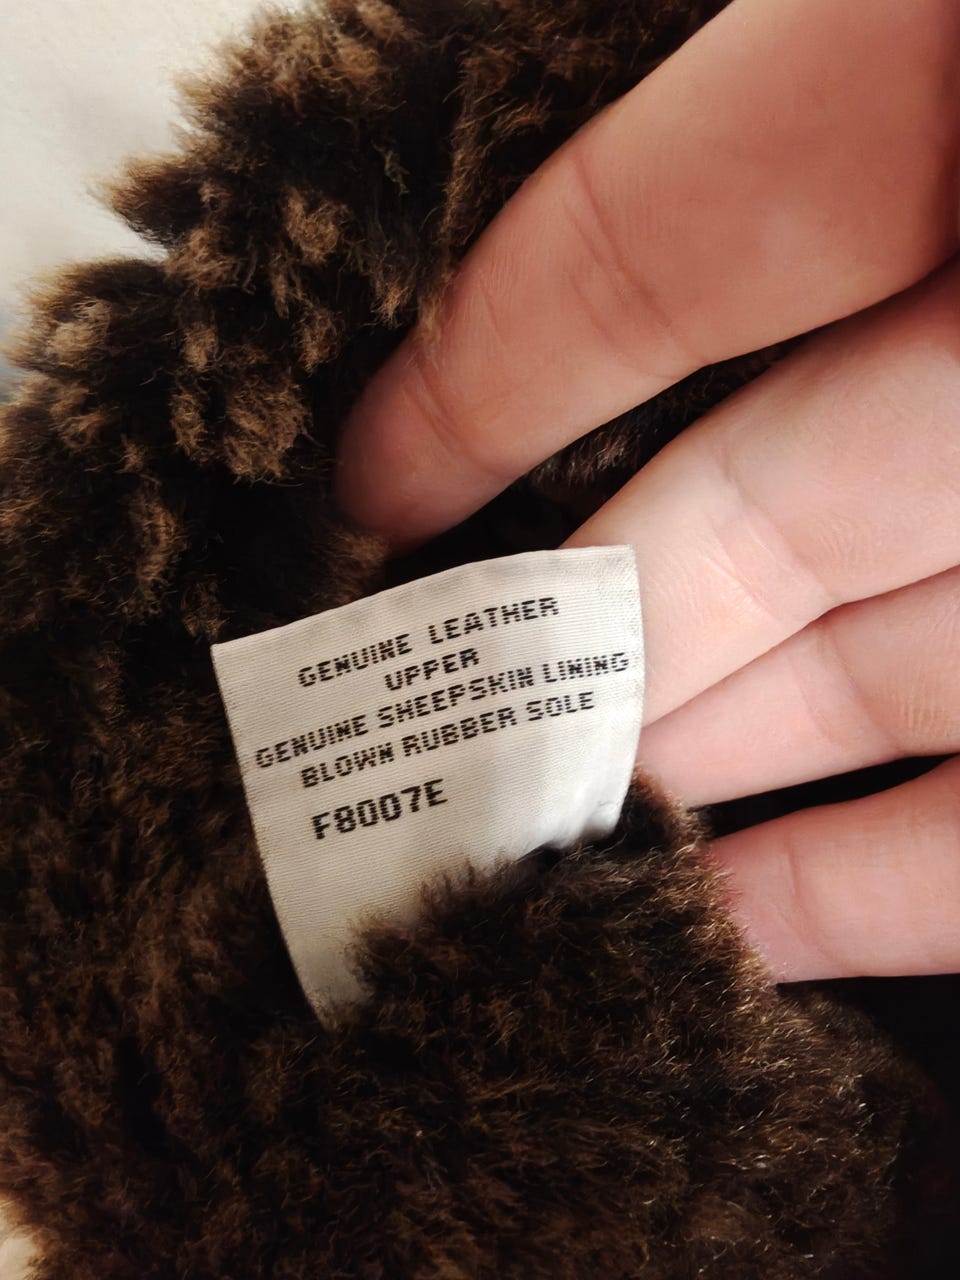 GENUINE LEATHER
UPPER
GENUINE SHEEPSKIN LINING
BLOWN RUBBER SOLE
F8007E